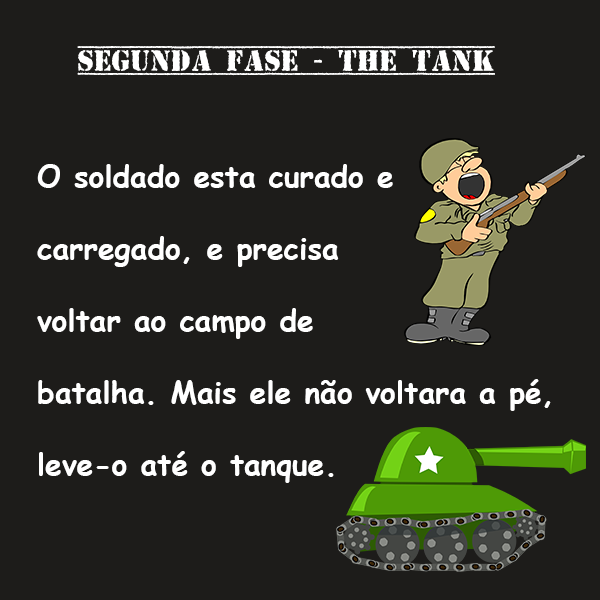 SEGUNDA FASE - THE TANK
O soldado esta curado e
carregado, e precisa
voltar ao campo de
batalha. Mais ele não voltara a pé,
leve-o até o tanque.